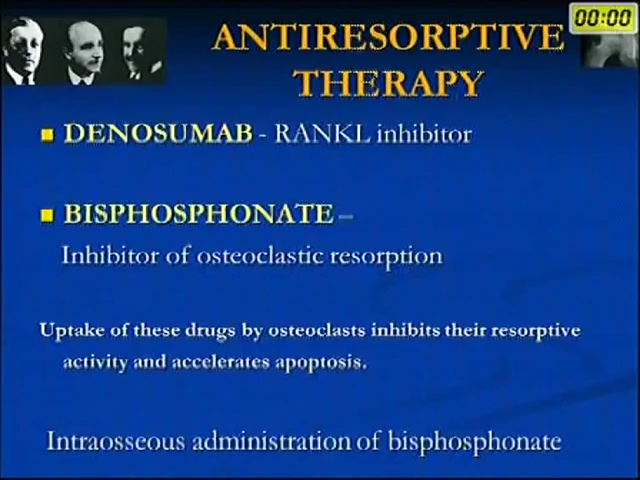 00:00
ANTIRESORPTIVE
THERAPY
DENOSUMAB - RANKL inhibitor
BISPHOSPHONATE –
Inhibitor of osteoclastic resorption
Uptake of these drugs by osteoclasts inhibits their resorptive
activity and accelerates apoptosis.
Intraosseous administration of bisphosphonate